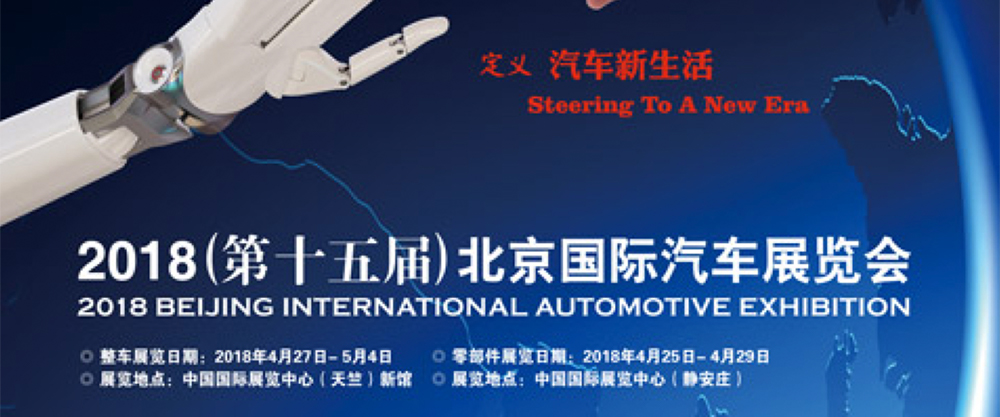 定义 汽车新生活
Steering To A New Era
2018(第十五届)北京国际汽车展览会
2018 BEIJING INTERNATIONAL AUTOMOTIVE EXHIBITION
整车展览日期：2018年4月27日-5月4日 零部件展览日期：2018年4月25日-4月29日
展览地点：中国国际展览中心（天竺）新馆 展览地点：中国国际展览中心（静安庄）